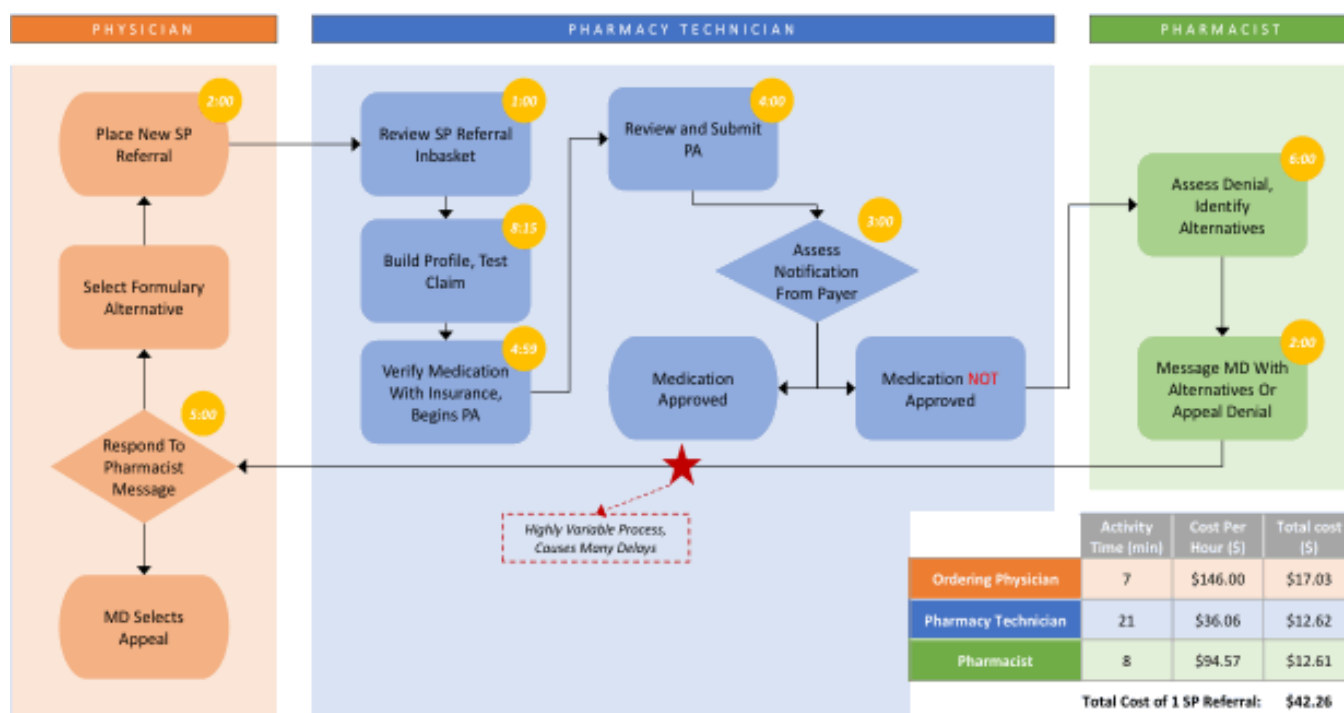 PHYSICIAN
PHARMACY TECHNICIAN
PHARMACIST
2:00
Place New SP
Referral
Select Formulary
Alternative
5:00
Respond To
Pharmacist
Message
MD Selects
Appeal
1:00
Review SP Referral
Inbasket
8:15
Build Profile, Test
Claim
4:59
Verify Medication
With Insurance,
Begins PA
4:00
Review and Submit
PA
3:00
Assess
Notification
From Payer
Medication
Approved
Medication NOT
Approved
Highly Variable Process,
Causes Many Delays
6:00
Assess Denial,
Identify
Alternatives
2:00
Message MD With
Alternatives Or
Appeal Denial
Activity Cost Per Total cost
Time (min) Hour ($) ($)
Ordering Physician 7 $146.00 $17.03
Pharmacy Technician 21 $36.06 $12.62
Pharmacist 8 $94.57 $12.61
Total Cost of 1 SP Referral: $42.26